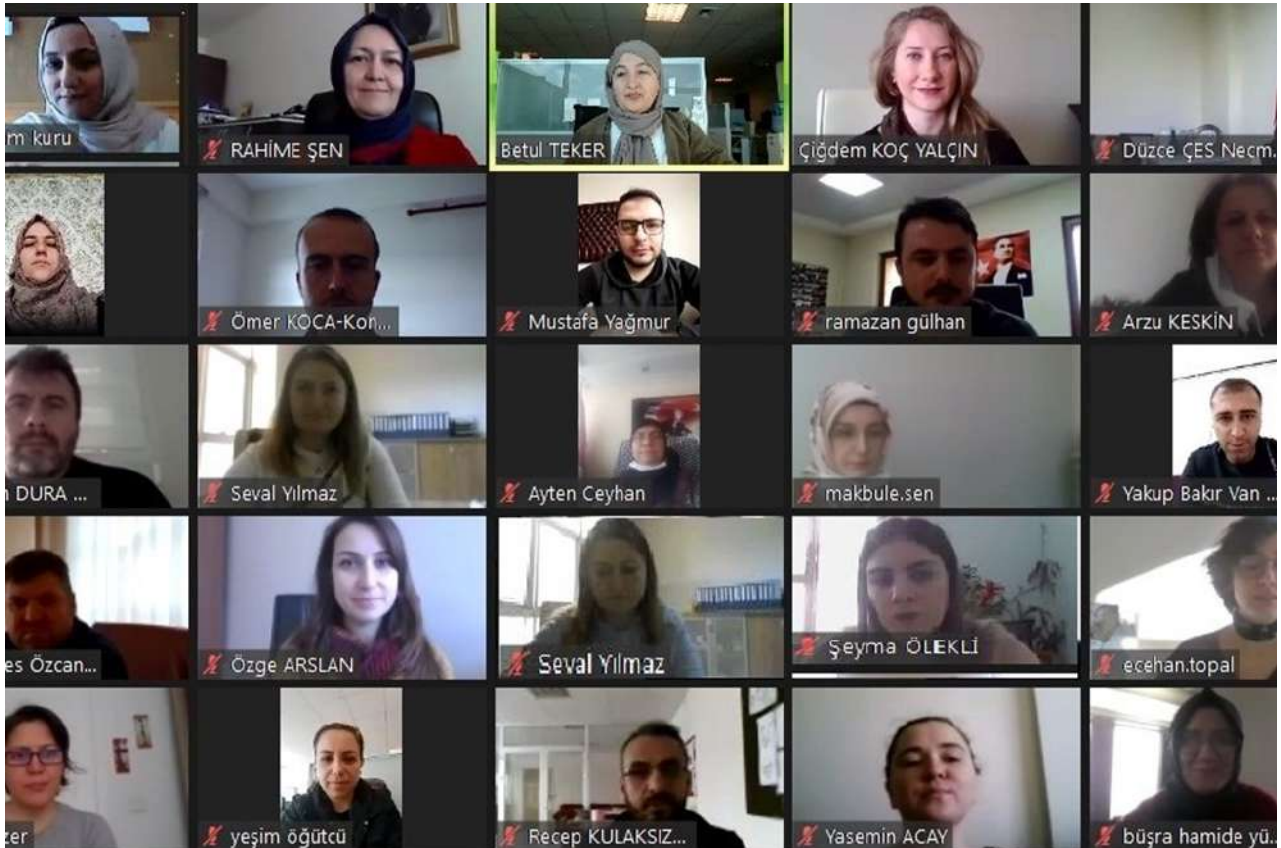 m kuru
RAHİME ŞEN
Betul TEKER
Çiğdem KOÇ YALÇIN
Düzce ÇES Necm.
Ömer KOCA-Kon...
Mustafa Yağmur
ramazan gülhan
Arzu KESKİN
DURA ...
Seval Yılmaz
Ayten Ceyhan
makbule.sen
Yakup Bakır Van ...
es Özcan...
Özge ARSLAN
Seval Yılmaz
Şeyma ÖLEKLİ
ecehan.topal
zer
yeşim öğütcü
Recep KULAKSIZ...
Yasemin ACAY
büşra hamide yü..